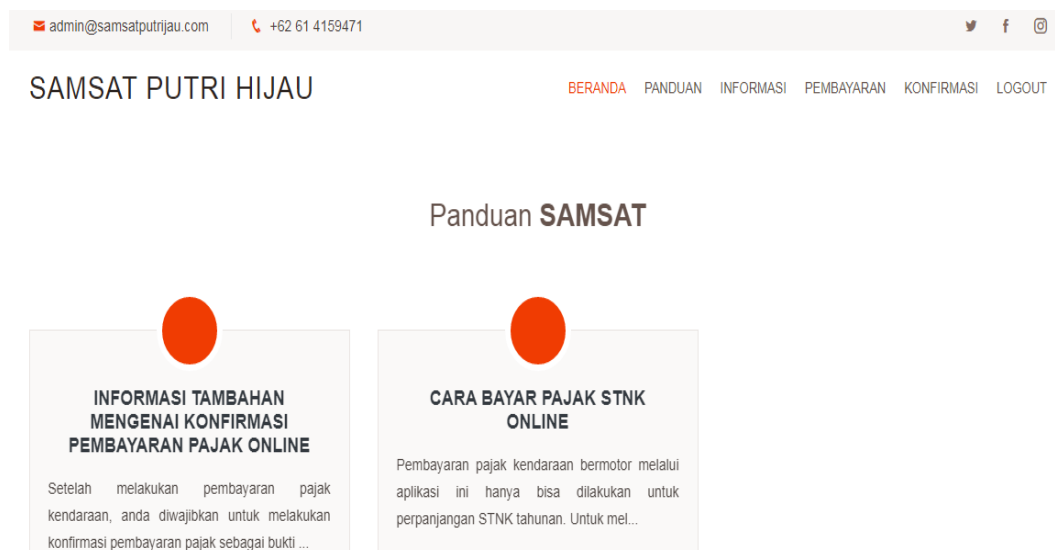 admin@samsatputrijau.com +62 61 4159471
SAMSAT PUTRI HIJAU BERANDA PANDUAN INFORMASI PEMBAYARAN KONFIRMASI LOGOUT
Panduan SAMSAT
INFORMASI TAMBAHAN
MENGENAI KONFIRMASI
PEMBAYARAN PAJAK ONLINE
Setelah melakukan pembayaran pajak
kendaraan, anda diwajibkan untuk melakukan
konfirmasi pembayaran pajak sebagai bukti ...
CARA BAYAR PAJAK STNK
ONLINE
Pembayaran pajak kendaraan bermotor melalui
aplikasi ini hanya bisa dilakukan untuk
perpanjangan STNK tahunan. Untuk mel...